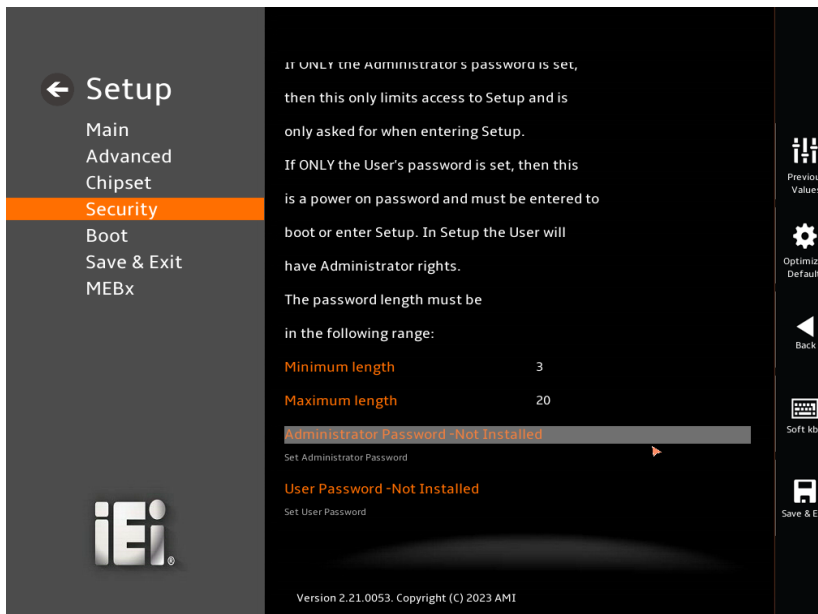 Setup
Main
Advanced
Chipset
Security
Boot
Save & Exit
MEBx
If ONLY the Administrator's password is set,
then this only limits access to Setup and is
only asked for when entering Setup.
If ONLY the User's password is set, then this
is a power on password and must be entered to
boot or enter Setup. In Setup the User will
have Administrator rights.
The password length must be
in the following range:
Minimum length 3
Maximum length 20
Administrator Password -Not Installed
Set Administrator Password
User Password -Not Installed
Set User Password
Version 2.21.0053. Copyright (C) 2023 AMI
Previou
Values
Optimiz
Default
Back
Soft kb
Save & E
iEi®